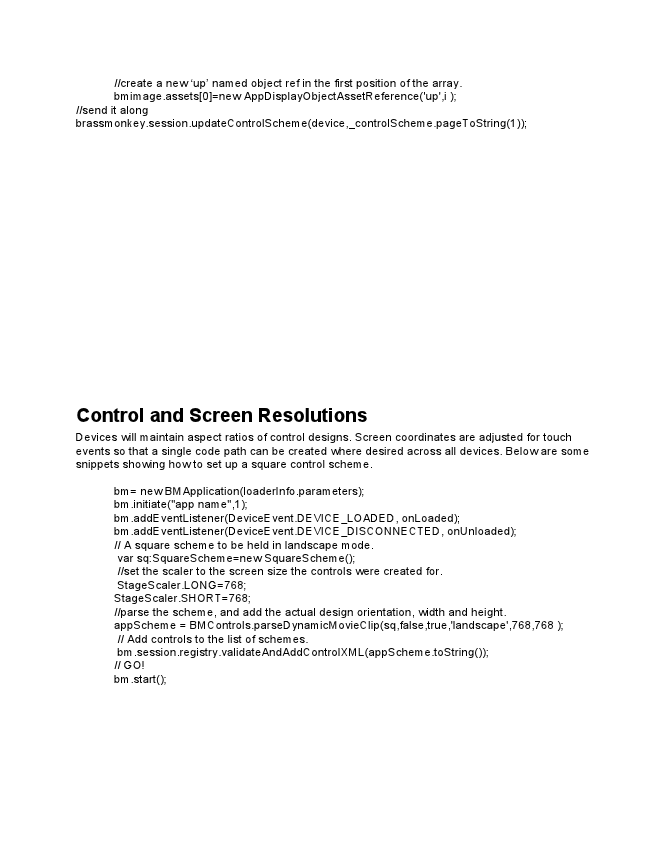 //create a new ‘up’ named object ref in the first position of the array.
bmimage.assets[0]=new AppDisplayObjectAssetReference('up',i );
//send it along
brassmonkey.session.updateControlScheme(device,_controlScheme.pageToString(1));
Control and Screen Resolutions
Devices will maintain aspect ratios of control designs. Screen coordinates are adjusted for touch
events so that a single code path can be created where desired across all devices. Below are some
snippets showing how to set up a square control scheme.
bm= new BMApplication(loaderInfo.parameters);
bm.initiate("app name",1);
bm.addEventListener(DeviceEvent.DEVICE_LOADED, onLoaded);
bm.addEventListener(DeviceEvent.DEVICE_DISCONNECTED, onUnloaded);
// A square scheme to be held in landscape mode.
var sq:SquareScheme=new SquareScheme();
//set the scaler to the screen size the controls were created for.
StageScaler.LONG=768;
StageScaler.SHORT=768;
//parse the scheme, and add the actual design orientation, width and height.
appScheme = BMControls.parseDynamicMovieClip(sq,false,true,'landscape',768,768 );
// Add controls to the list of schemes.
bm.session.registry.validateAndAddControlXML(appScheme.toString());
// GO!
bm.start();